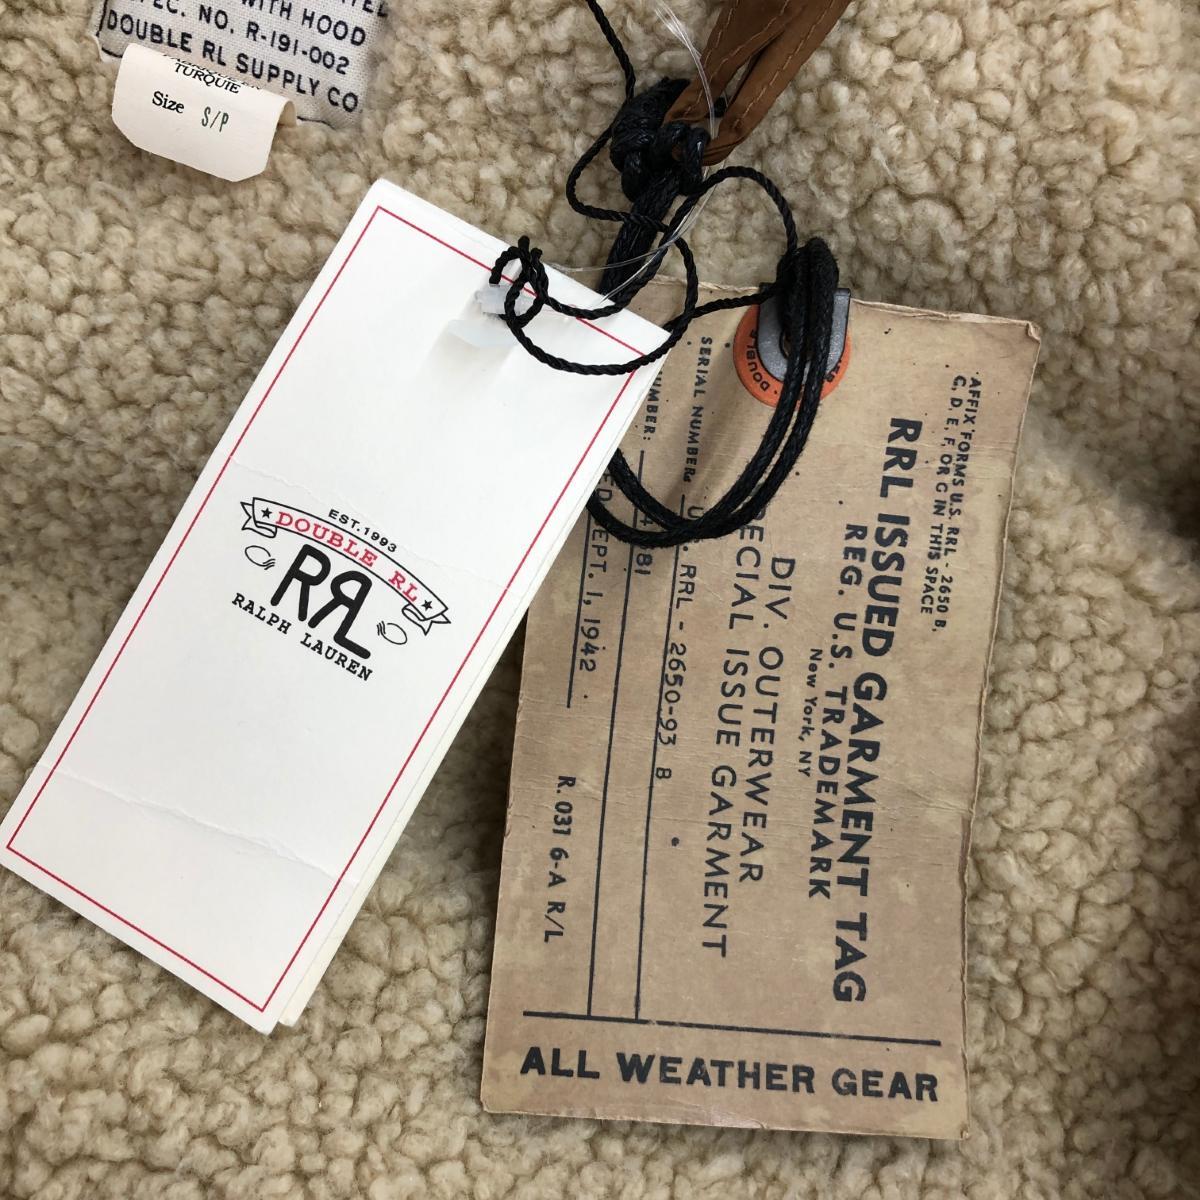 WITH HOOD
SPEC. NO. R-191-002
DOUBLE RL SUPPLY CO
TURQUIE
Size S/P
EST.1993
DOUBLE RL
RRL
RALPH LAUREN
DOUBLE
AFFIX FORMS U.S. RRL - 2650 B,
C, D, E, F, OR G IN THIS SPACE
RRL ISSUED GARMENT TAG
REG. U.S. TRADEMARK
New York, NY
DIV. OUTERWEAR
SPECIAL ISSUE GARMENT
SERIAL NUMBER: RRL - 2650-93 B
NUMBER: 81
SEPT. 1, 1942
R. 031 6-A R/L
ALL WEATHER GEAR